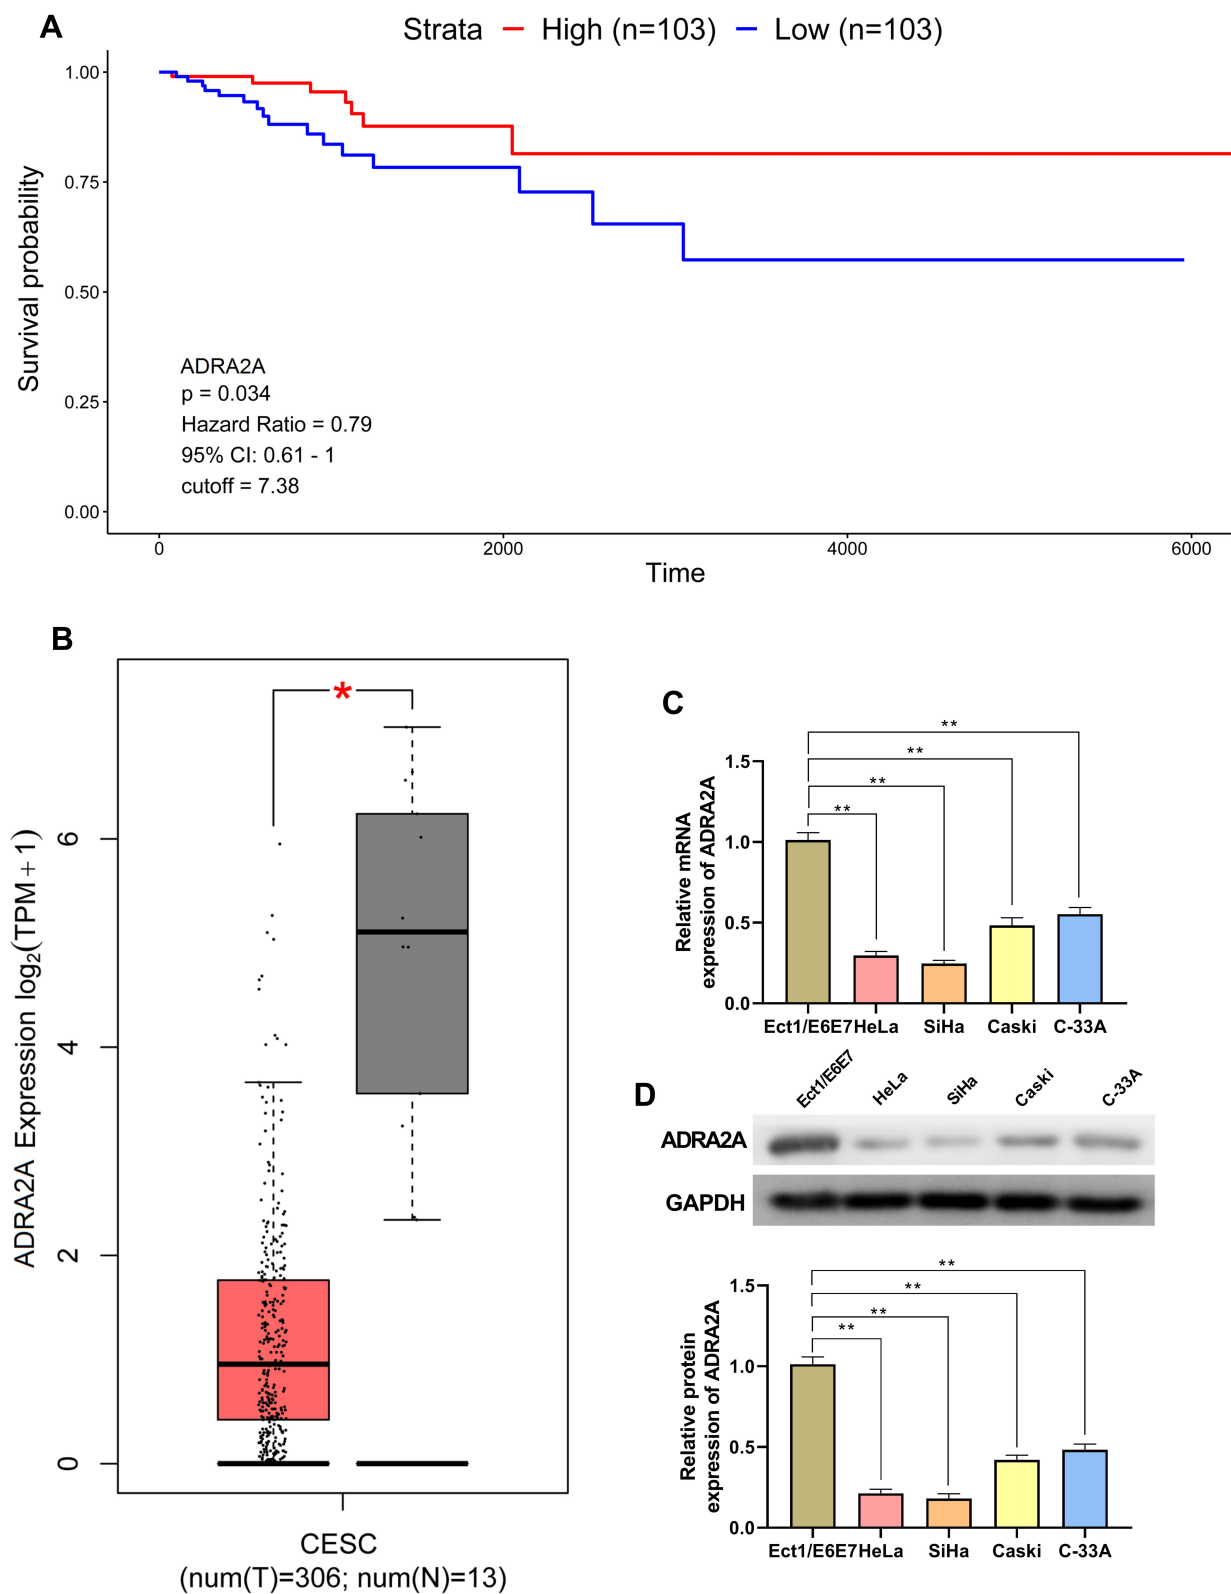 A
Strata High (n=103) Low (n=103)
1.00
0.75
0.50
0.25
0.00
Survival probability
ADRA2A
p = 0.034
Hazard Ratio = 0.79
95% CI: 0.61 - 1
cutoff = 7.38
0 2000 4000 6000
Time
B
*
ADRA2A Expression log₂(TPM+1)
6
4
2
0
CESC
(num(T)=306; num(N)=13)
C
**
**
**
**
Relative mRNA
expression of ADRA2A
1.5
1.0
0.5
0.0
Ect1/E6E7 HeLa SiHa Caski C-33A
D
Ect1/E6E7 HeLa SiHa Caski C-33A
ADRA2A
GAPDH
**
**
**
**
Relative protein
expression of ADRA2A
1.5
1.0
0.5
0.0
Ect1/E6E7 HeLa SiHa Caski C-33A